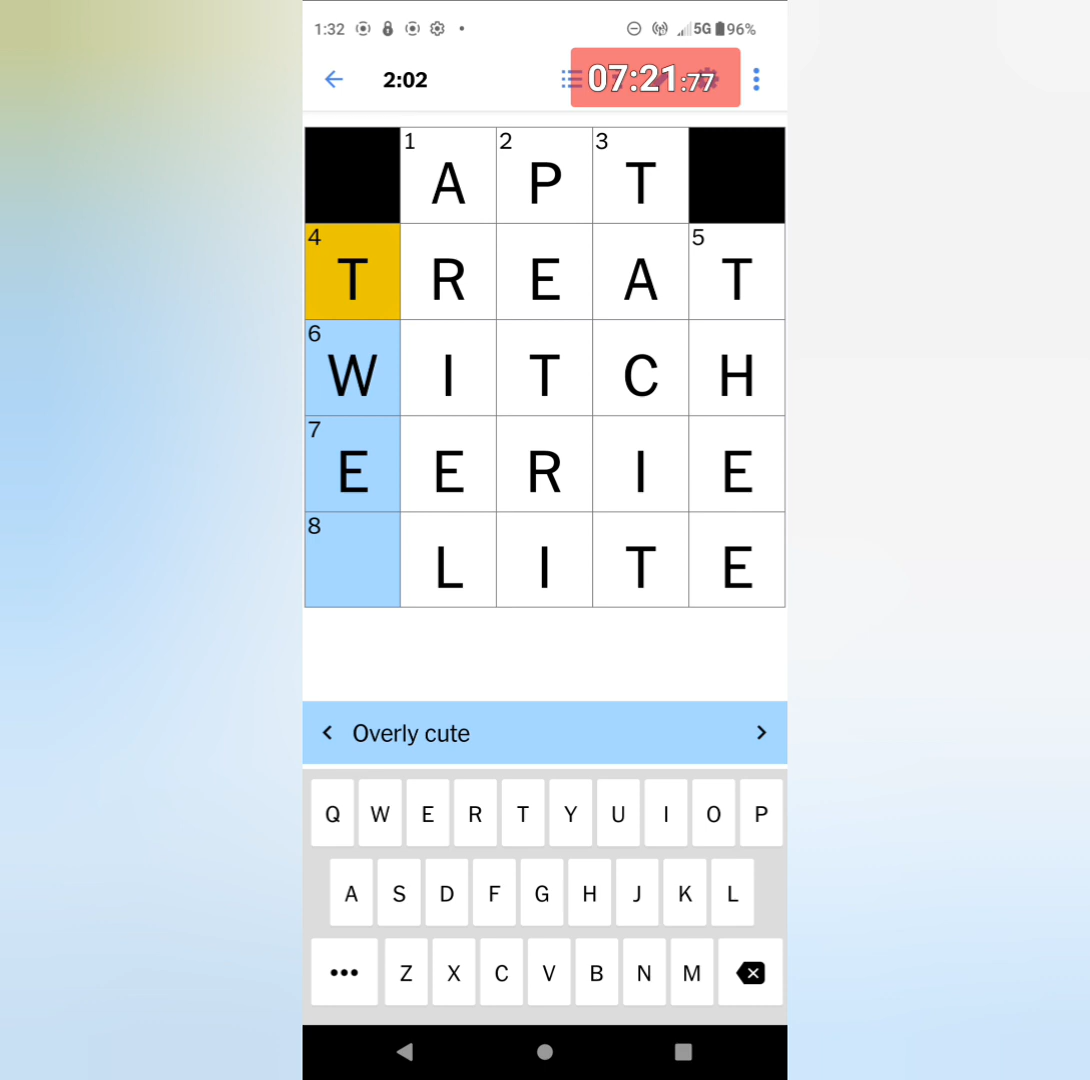 1:32 5G 96%
2:02 07:21:77
1 A 2 P 3 T
4 T R E A 5 T
6 W I T C H
7 E E R I E
8 L I T E
Overly cute
Q W E R T Y U I O P
A S D F G H J K L
Z X C V B N M